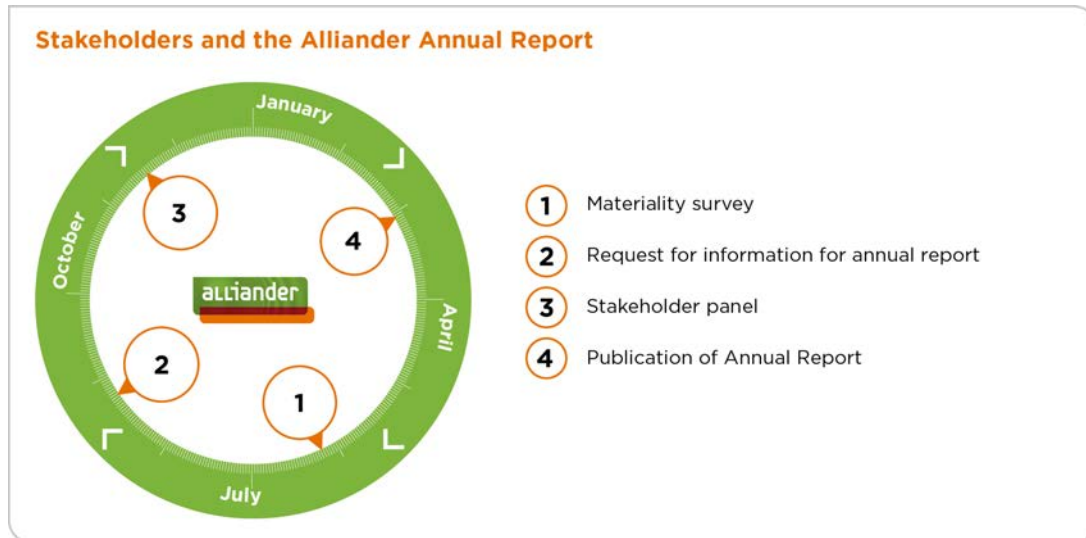 Stakeholders and the Alliander Annual Report
January
April
July
October
3
4
2
1
alliander
1 Materiality survey
2 Request for information for annual report
3 Stakeholder panel
4 Publication of Annual Report